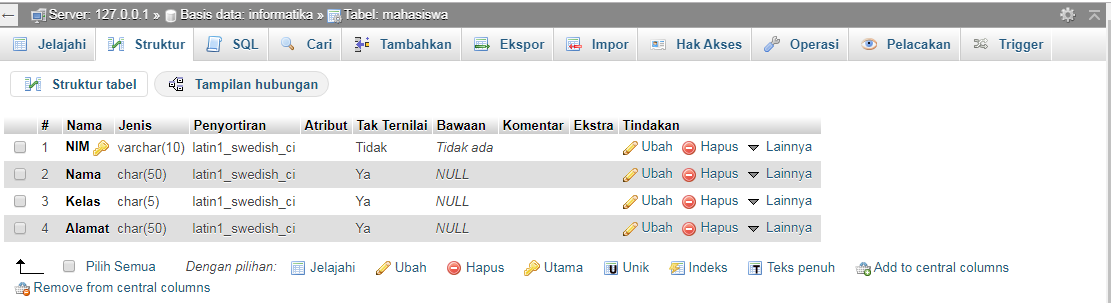 Server: 127.0.0.1 » Basis data: informatika » Tabel: mahasiswa
Jelajahi Struktur SQL Cari Tambahkan Ekspor Impor Hak Akses Operasi Pelacakan Trigger
Struktur tabel Tampilan hubungan
# Nama Jenis Penyortiran Atribut Tak Ternilai Bawaan Komentar Ekstra Tindakan
1 NIM varchar(10) latin1_swedish_ci Tidak Tidak ada Ubah Hapus Lainnya
2 Nama char(50) latin1_swedish_ci Ya NULL Ubah Hapus Lainnya
3 Kelas char(5) latin1_swedish_ci Ya NULL Ubah Hapus Lainnya
4 Alamat char(50) latin1_swedish_ci Ya NULL Ubah Hapus Lainnya
Pilih Semua Dengan pilihan: Jelajahi Ubah Hapus Utama Unik Indeks Teks penuh Add to central columns
Remove from central columns